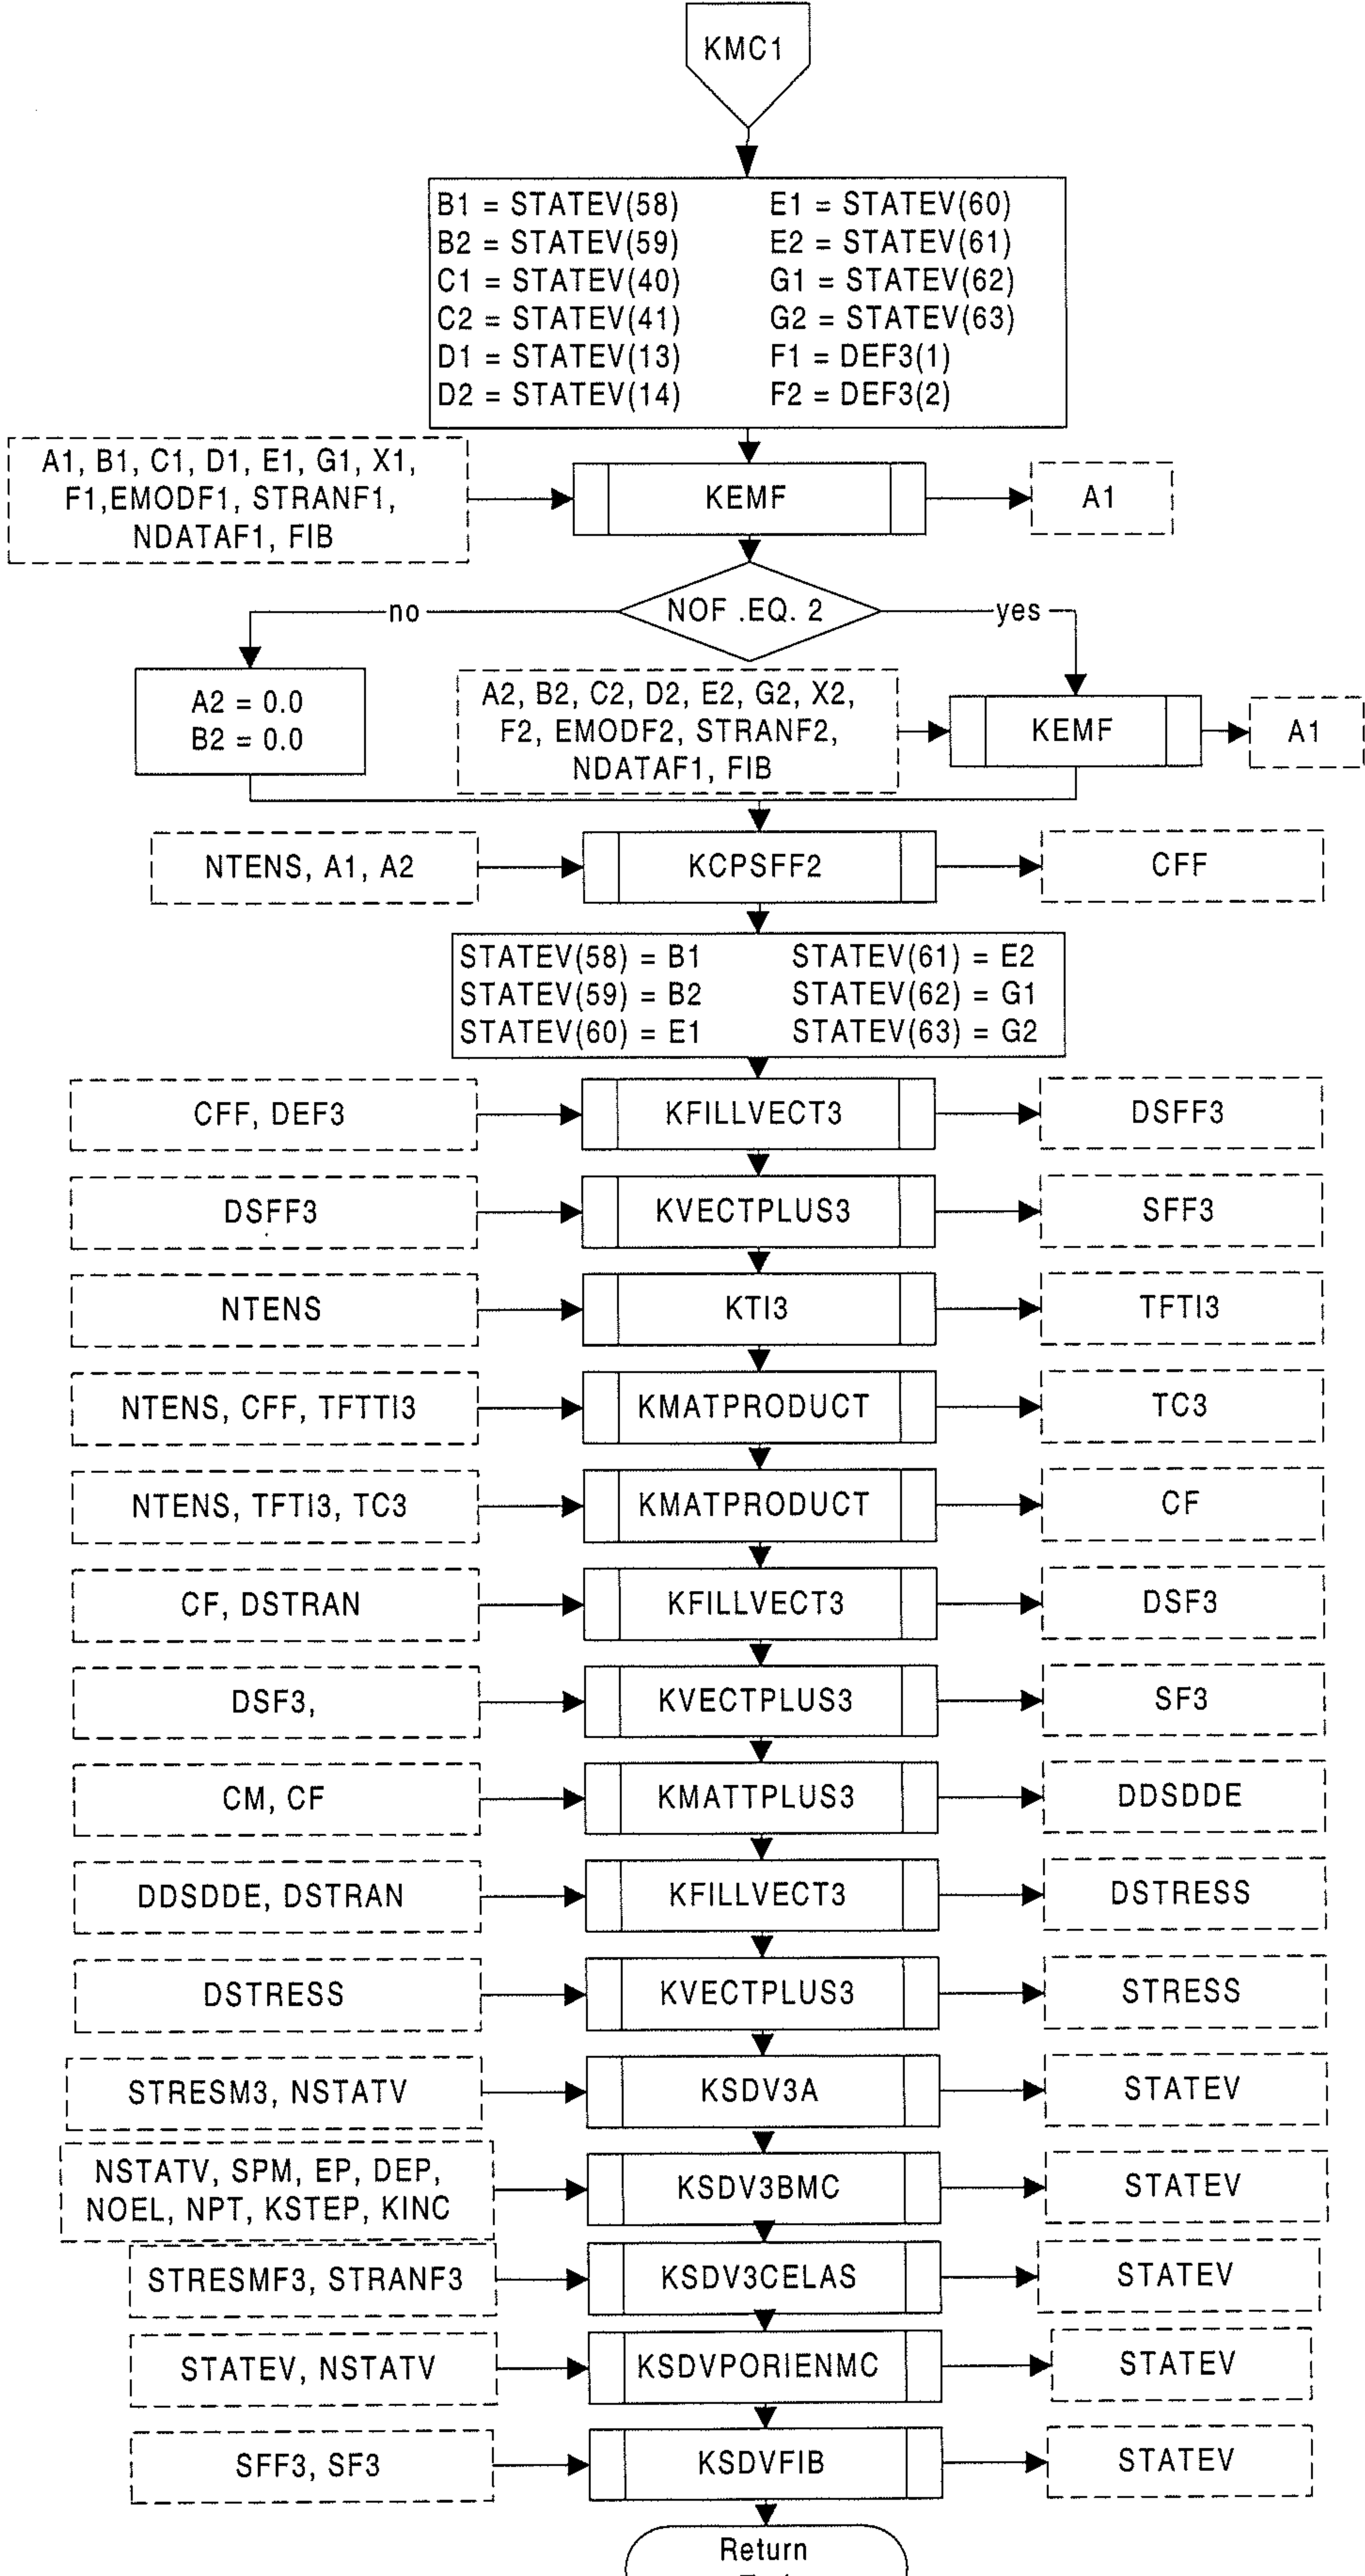 KMC1
B1 = STATEV(58) E1 = STATEV(60)
B2 = STATEV(59) E2 = STATEV(61)
C1 = STATEV(40) G1 = STATEV(62)
C2 = STATEV(41) G2 = STATEV(63)
D1 = STATEV(13) F1 = DEF3(1)
D2 = STATEV(14) F2 = DEF3(2)
A1, B1, C1, D1, E1, G1, X1,
F1,EMODF1, STRANF1,
NDATAF1, FIB
KEMF
A1
NOF .EQ. 2
no
yes
A2 = 0.0
B2 = 0.0
A2, B2, C2, D2, E2, G2, X2,
F2, EMODF2, STRANF2,
NDATAF1, FIB
KEMF
A1
NTENS, A1, A2
KCPSFF2
CFF
STATEV(58) = B1 STATEV(61) = E2
STATEV(59) = B2 STATEV(62) = G1
STATEV(60) = E1 STATEV(63) = G2
CFF, DEF3
KFILLVECT3
DSFF3
DSFF3
KVECTPLUS3
SFF3
NTENS
KTI3
TFTI3
NTENS, CFF, TFTTI3
KMATPRODUCT
TC3
NTENS, TFTI3, TC3
KMATPRODUCT
CF
CF, DSTRAN
KFILLVECT3
DSF3
DSF3,
KVECTPLUS3
SF3
CM, CF
KMATTPLUS3
DDSDDE
DDSDDE, DSTRAN
KFILLVECT3
DSTRESS
DSTRESS
KVECTPLUS3
STRESS
STRESM3, NSTATV
KSDV3A
STATEV
NSTATV, SPM, EP, DEP,
NOEL, NPT, KSTEP, KINC
KSDV3BMC
STATEV
STRESMF3, STRANF3
KSDV3CELAS
STATEV
STATEV, NSTATV
KSDVPORIENMC
STATEV
SFF3, SF3
KSDVFIB
STATEV
Return